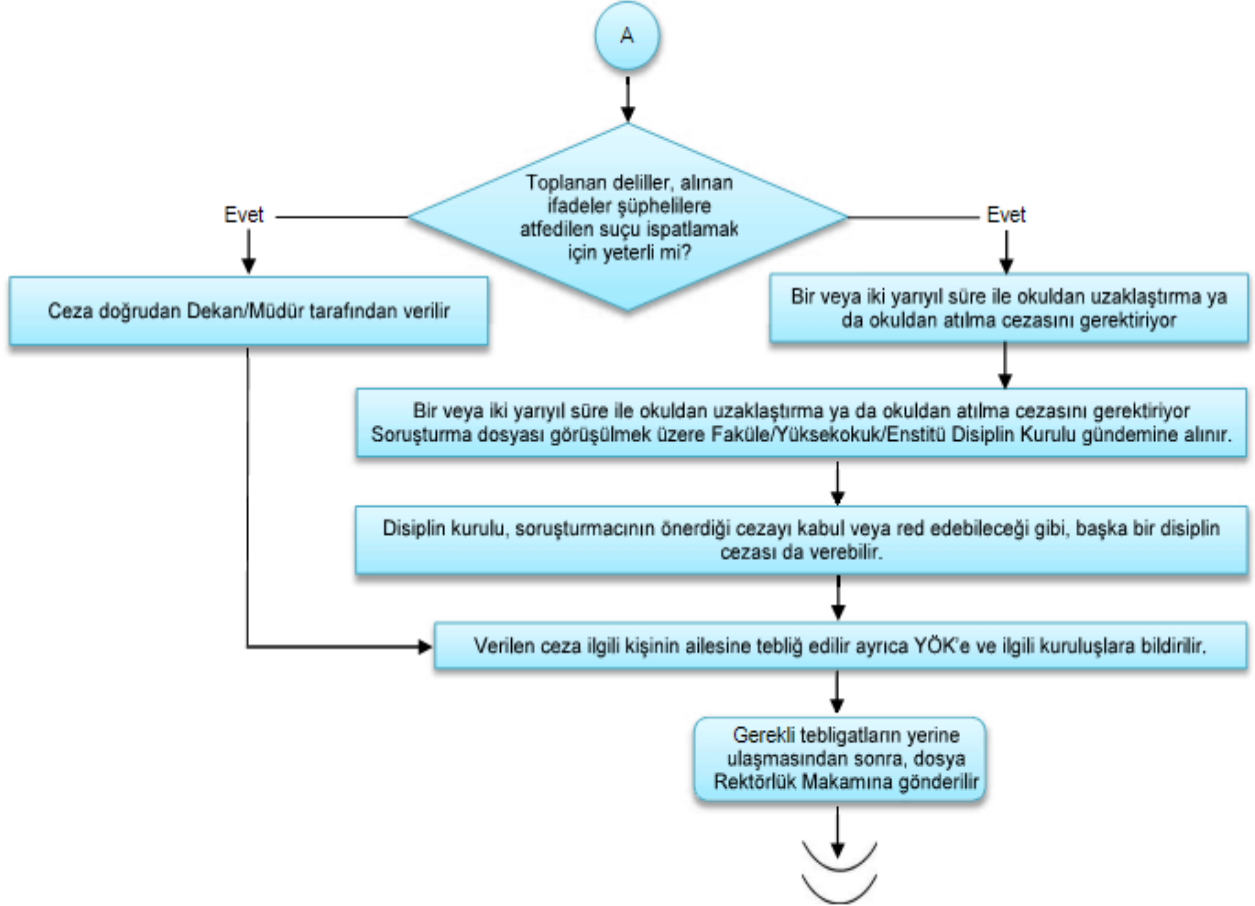 A
Toplanan deliller, alınan
ifadeler şüphelilere
atfedilen suçu ispatlamak
için yeterli mi?
Evet
Evet
Ceza doğrudan Dekan/Müdür tarafından verilir
Bir veya iki yarıyıl süre ile okuldan uzaklaştırma ya
da okuldan atılma cezasını gerektiriyor
Bir veya iki yarıyıl süre ile okuldan uzaklaştırma ya da okuldan atılma cezasını gerektiriyor
Soruşturma dosyası görüşülmek üzere Faküle/Yüksekokuk/Enstitü Disiplin Kurulu gündemine alınır.
Disiplin kurulu, soruşturmacının önerdiği cezayı kabul veya red edebileceği gibi, başka bir disiplin
cezası da verebilir.
Verilen ceza ilgili kişinin ailesine tebliğ edilir ayrıca YÖK'e ve ilgili kuruluşlara bildirilir.
Gerekli tebligatların yerine
ulaşmasından sonra, dosya
Rektörlük Makamına gönderilir